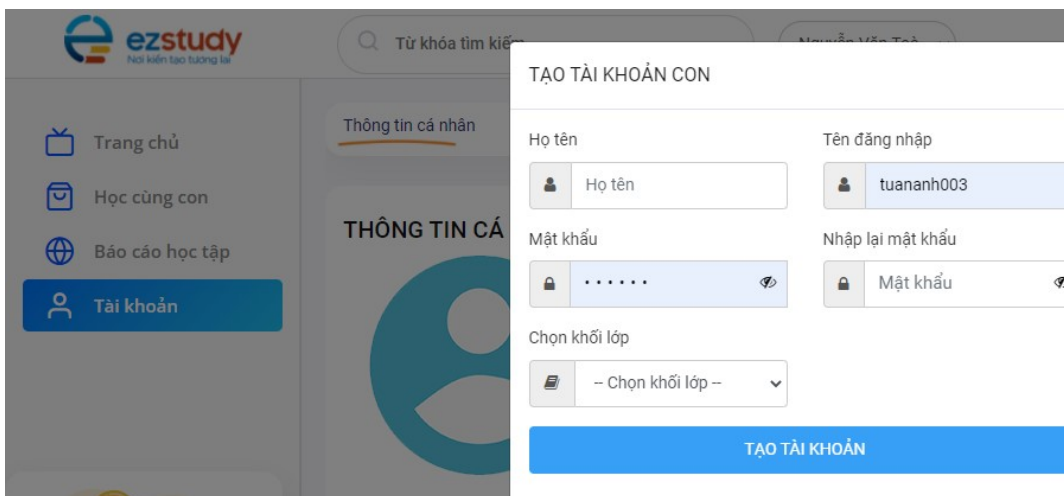 ezstudy
Nơi kiến tạo tương lai
Từ khóa tìm kiếm
Nguyễn Văn Toà
Trang chủ
Học cùng con
Báo cáo học tập
Tài khoản
Thông tin cá nhân
THÔNG TIN CÁ
TẠO TÀI KHOẢN CON
Họ tên
Tên đăng nhập
Họ tên
tuananh003
Mật khẩu
Nhập lại mật khẩu
······
Mật khẩu
Chọn khối lớp
-- Chọn khối lớp --
TẠO TÀI KHOẢN